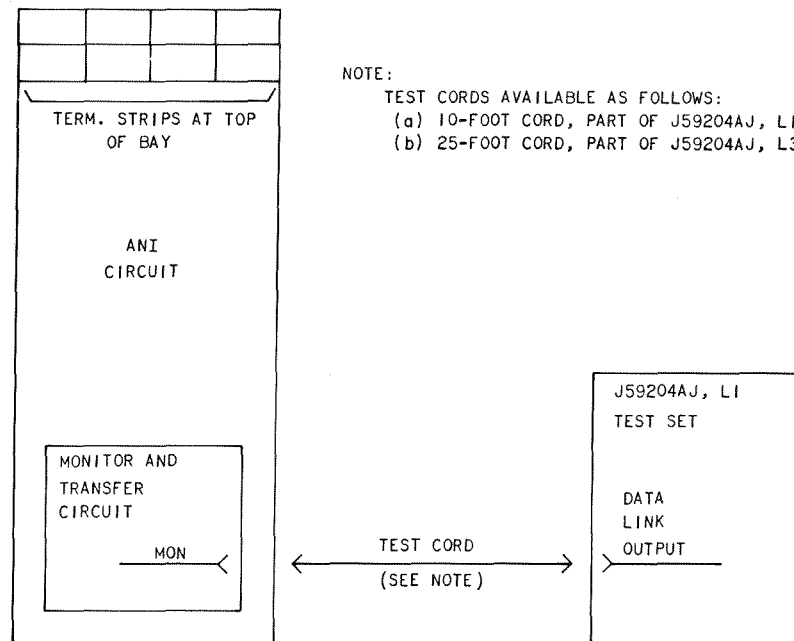 NOTE:
TEST CORDS AVAILABLE AS FOLLOWS:
(a) 10-FOOT CORD, PART OF J59204AJ, L1
(b) 25-FOOT CORD, PART OF J59204AJ, L3
TERM. STRIPS AT TOP
OF BAY
ANI
CIRCUIT
J59204AJ, L1
TEST SET
MONITOR AND
TRANSFER
CIRCUIT
MON
TEST CORD
(SEE NOTE)
DATA
LINK
OUTPUT